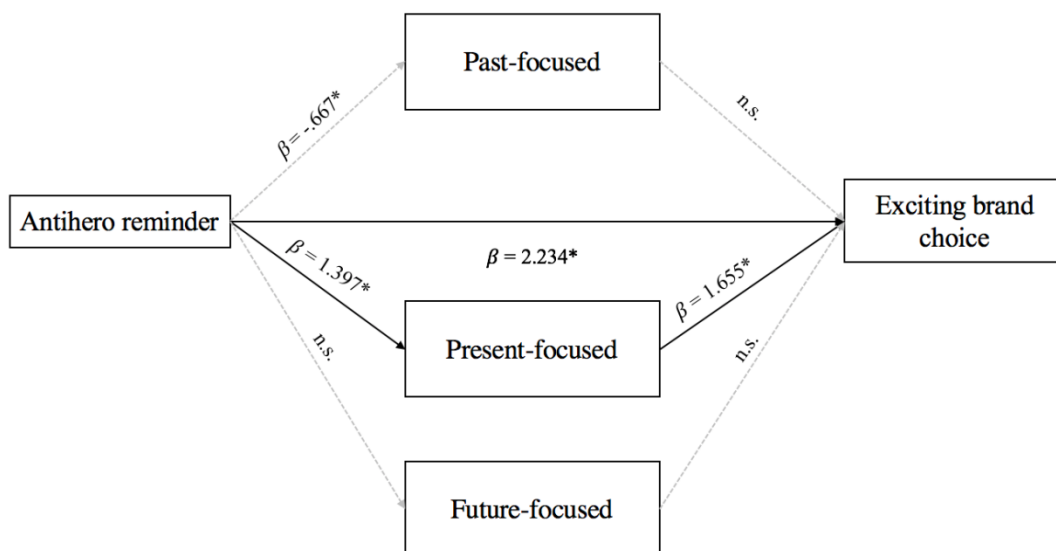 Past-focused
β = -.667*
n.s.
Antihero reminder
Exciting brand
choice
β = 2.234*
β = 1.397*
β = 1.655*
Present-focused
n.s.
n.s.
Future-focused